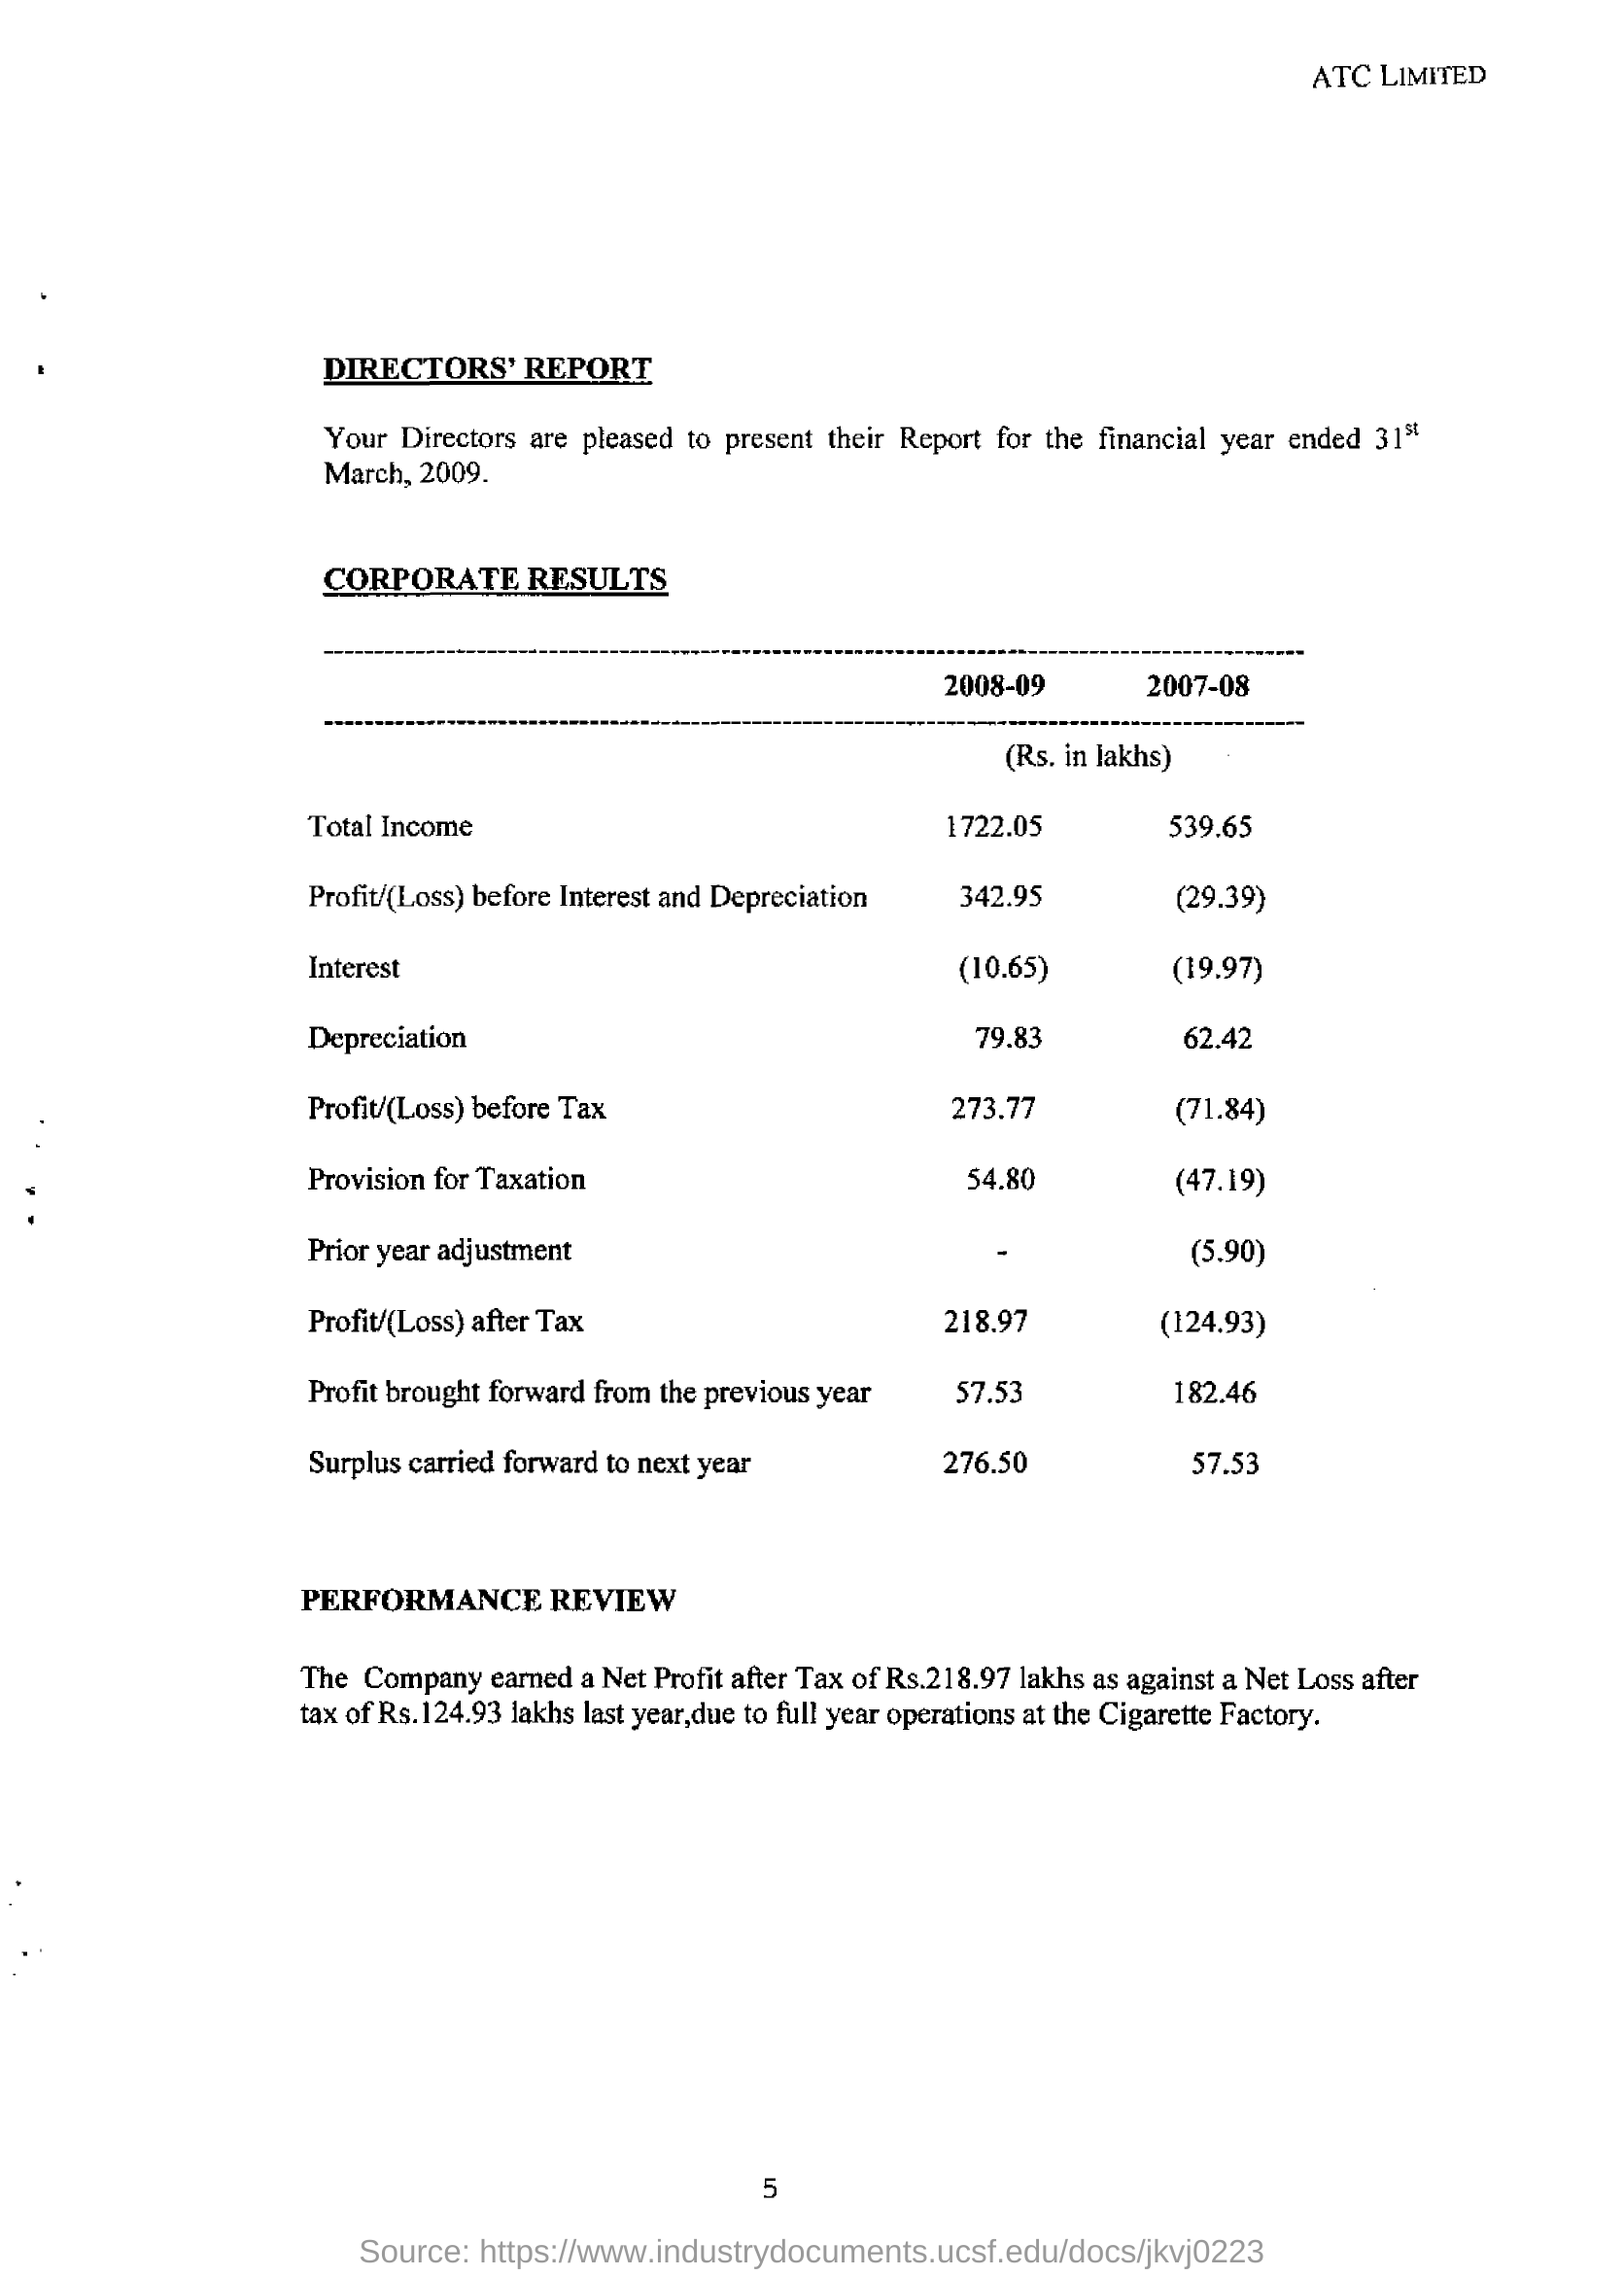 ATC LIMITED
DIRECTORS' REPORT
Your Directors are pleased to present their Report for the financial year ended 31st
March, 2009.
CORPORATE RESULTS
2008-09 2007-08
(Rs. in lakhs)
Total Income 1722.05 539.65
Profit/(Loss) before Interest and Depreciation 342.95 (29.39)
Interest (10.65) (19.97)
Depreciation 79.83 62.42
Profit/(Loss) before Tax 273.77 (71.84)
Provision for Taxation 54.80 (47.19)
Prior year adjustment - (5.90)
Profit/(Loss) after Tax 218.97 (124.93)
Profit brought forward from the previous year 57.53 182.46
Surplus carried forward to next year 276.50 57.53
PERFORMANCE REVIEW
The Company earned a Net Profit after Tax of Rs.218.97 lakhs as against a Net Loss after
tax of Rs.124.93 lakhs last year,due to full year operations at the Cigarette Factory.
5
Source: https://www.industrydocuments.ucsf.edu/docs/jkvj0223